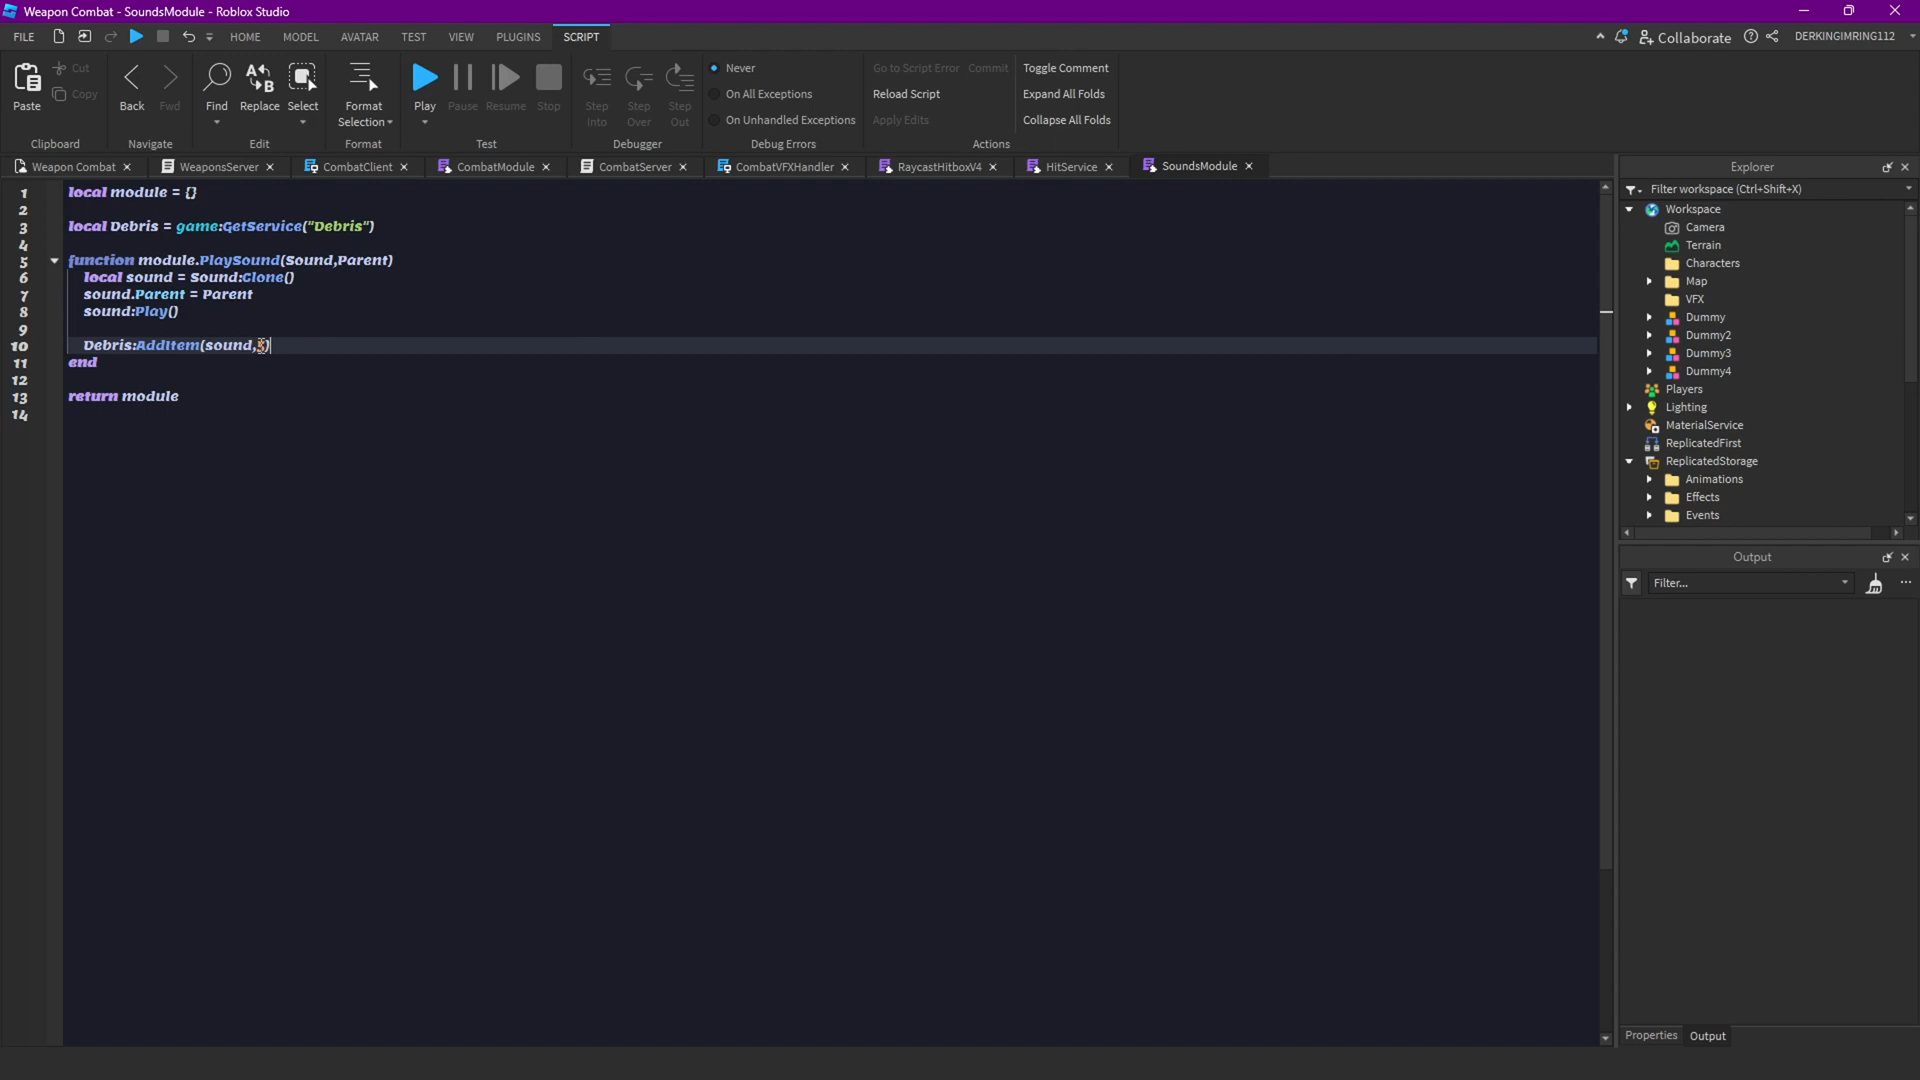 Weapon Combat - SoundsModule - Roblox Studio
FILE HOME MODEL AVATAR TEST VIEW PLUGINS SCRIPT Collaborate DERKINGIMRING112
Paste Cut Copy Clipboard
Back Fwd Navigate
Find Replace Select Edit
Format Selection Format
Play Pause Resume Stop Test
Step Into Step Over Step Out Debugger
Never
On All Exceptions
On Unhandled Exceptions
Debug Errors
Go to Script Error Commit Toggle Comment
Reload Script Expand All Folds
Apply Edits Collapse All Folds
Actions
Weapon Combat WeaponsServer CombatClient CombatModule CombatServer CombatVFXHandler RaycastHitboxV4 HitService SoundsModule
1 local module = {}
2
3 local Debris = game:GetService("Debris")
4
5 function module.PlaySound(Sound,Parent)
6 local sound = Sound:Clone()
7 sound.Parent = Parent
8 sound:Play()
9
10 Debris:AddItem(sound, )
11 end
12
13 return module
14
Explorer
Filter workspace (Ctrl+Shift+X)
Workspace
Camera
Terrain
Characters
Map
VFX
Dummy
Dummy2
Dummy3
Dummy4
Players
Lighting
MaterialService
ReplicatedFirst
ReplicatedStorage
Animations
Effects
Events
Output
Filter...
Properties Output